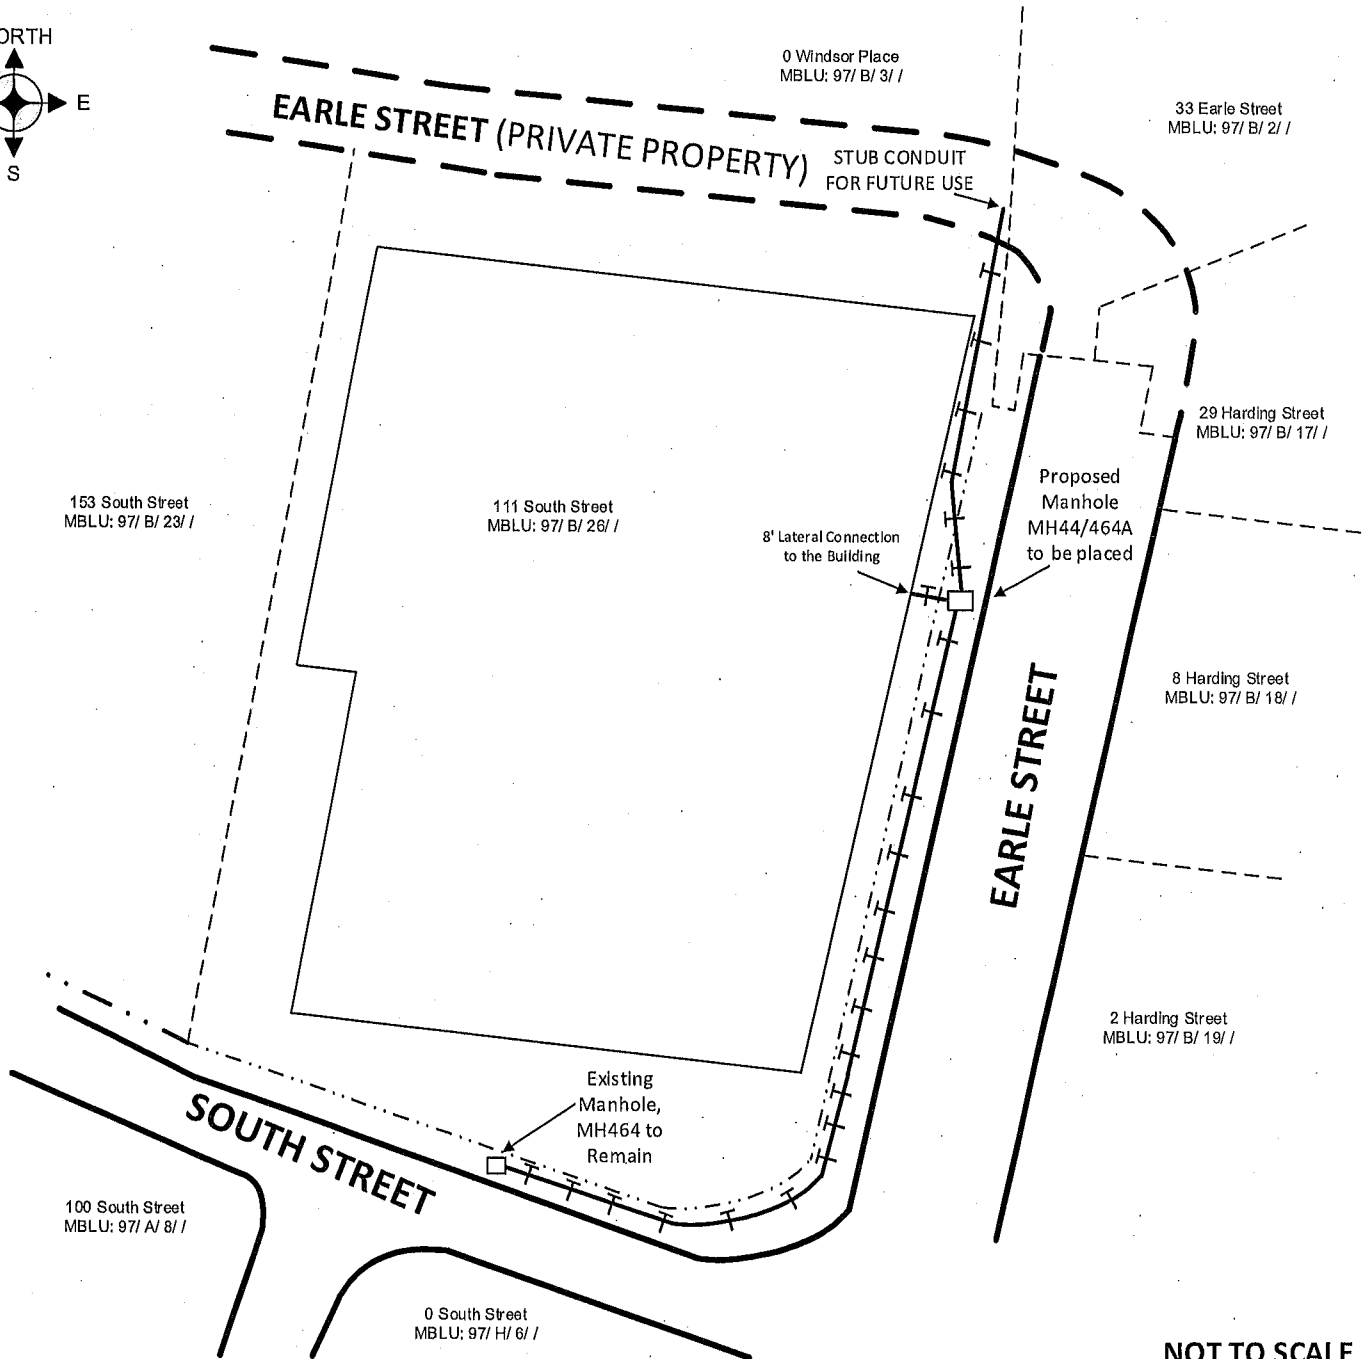 ORTH
E
S
0 Windsor Place
MBLU: 97/ B/ 3/ /
33 Earle Street
MBLU: 97/ B/ 2/ /
EARLE STREET (PRIVATE PROPERTY)
STUB CONDUIT
FOR FUTURE USE
29 Harding Street
MBLU: 97/ B/ 17/ /
153 South Street
MBLU: 97/ B/ 23/ /
111 South Street
MBLU: 97/ B/ 26/ /
Proposed
Manhole
MH44/464A
to be placed
8' Lateral Connection
to the Building
8 Harding Street
MBLU: 97/ B/ 18/ /
EARLE STREET
2 Harding Street
MBLU: 97/ B/ 19/ /
Existing
Manhole,
MH464 to
Remain
SOUTH STREET
100 South Street
MBLU: 97/ A/ 8/ /
0 South Street
MBLU: 97/ H/ 6/ /
NOT TO SCALE